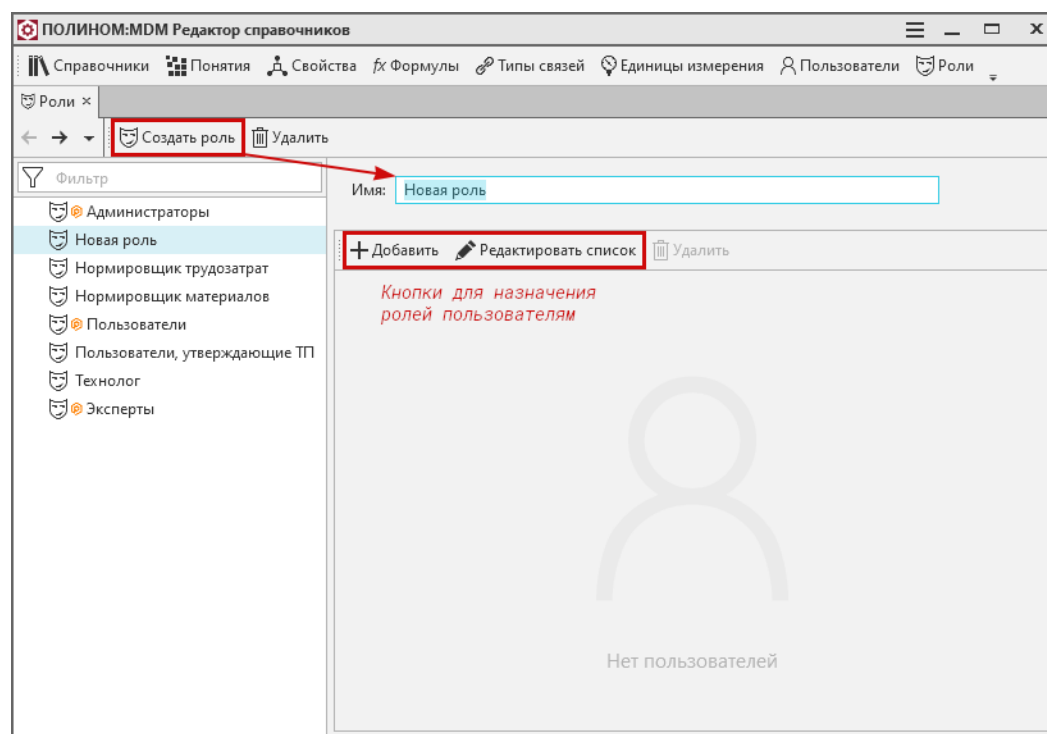 ПОЛИНОМ:MDM Редактор справочников
Справочники Понятия Свойства fx Формулы Типы связей Единицы измерения Пользователи Роли
Роли ×
Создать роль Удалить
Фильтр
Имя: Новая роль
Администраторы
Новая роль
Нормировщик трудозатрат
Нормировщик материалов
Пользователи
Пользователи, утверждающие ТП
Технолог
Эксперты
Добавить Редактировать список Удалить
Кнопки для назначения
ролей пользователям
Нет пользователей